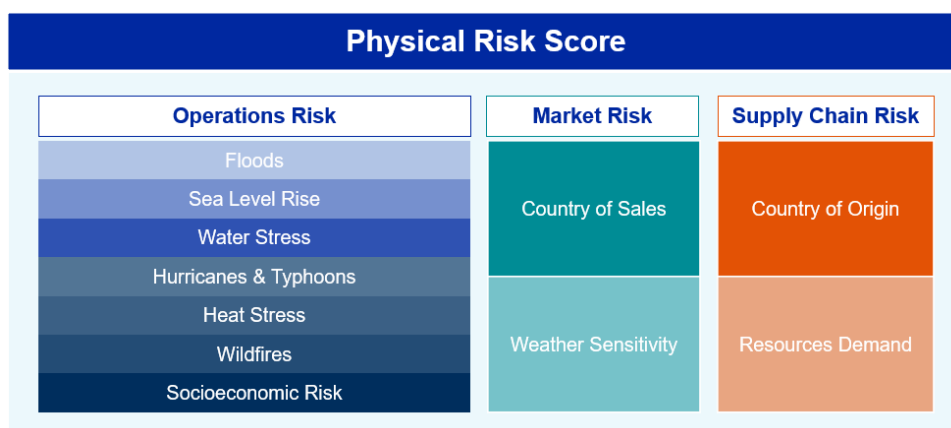 Physical Risk Score
Operations Risk
Floods
Sea Level Rise
Water Stress
Hurricanes & Typhoons
Heat Stress
Wildfires
Socioeconomic Risk
Market Risk
Country of Sales
Weather Sensitivity
Supply Chain Risk
Country of Origin
Resources Demand